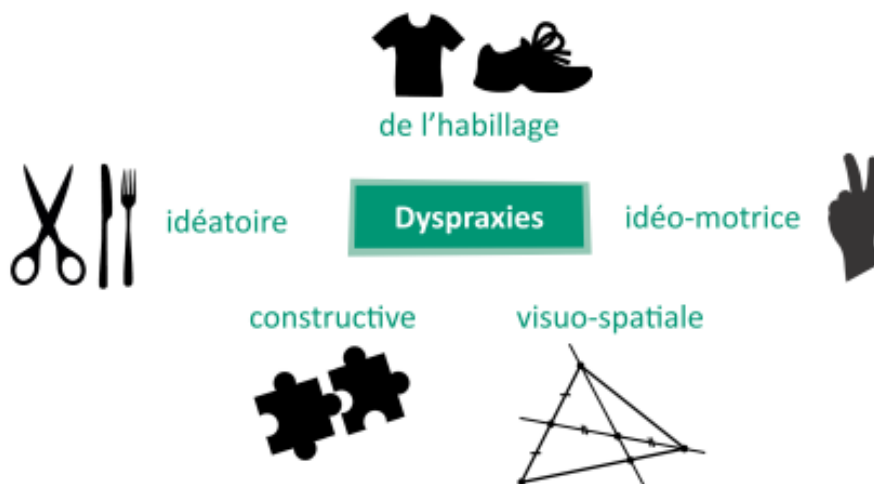 de l'habillage
idéatoire
Dyspraxies
idéo-motrice
constructive
visuo-spatiale